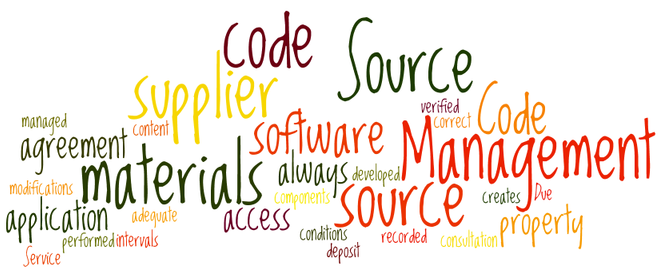 code
Source
supplier
verified
Code
managed
content
correct
agreement
software
Management
materials
always
developed
modifications
components
source
creates
Due
application
adequate
access
property
performed
intervals
conditions
recorded
consultation
Service
deposit